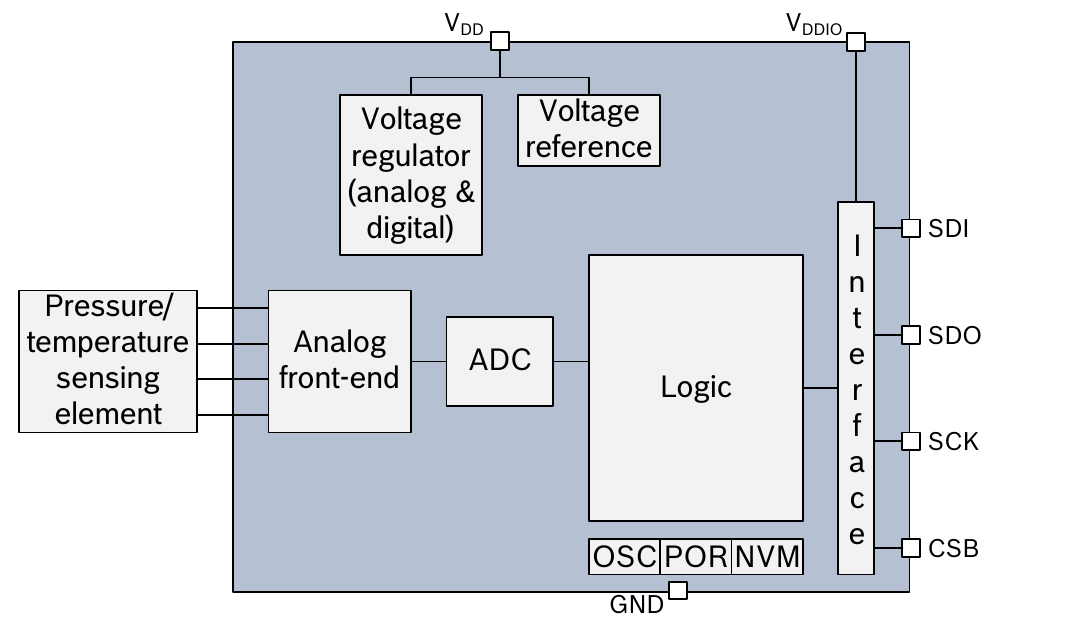 VDD
VDDIO
Voltage
regulator
(analog &
digital)
Voltage
reference
Pressure/
temperature
sensing
element
Analog
front-end
ADC
Logic
Interface
SDI
SDO
SCK
CSB
OSC POR NVM
GND